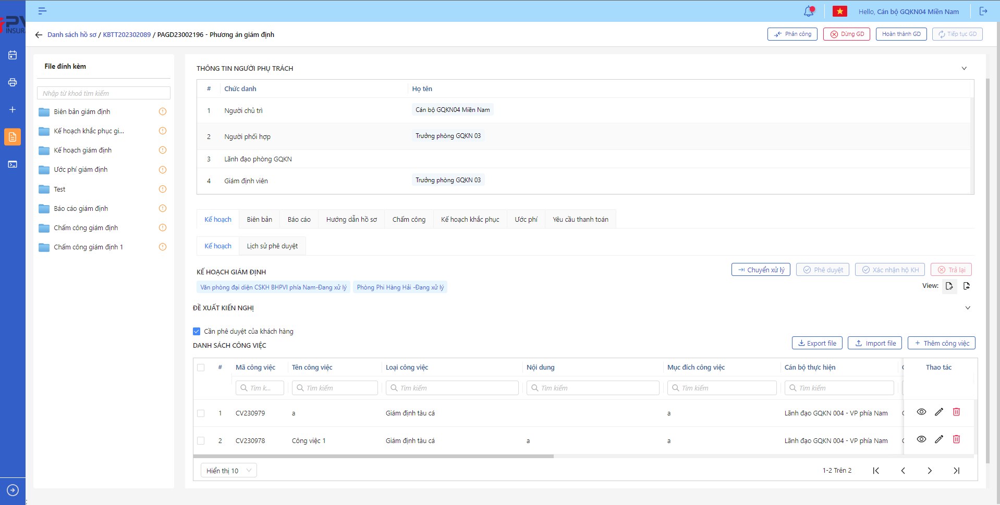 Hello, Cán bộ GQKN04 Miền Nam
PV
INSUR
Danh sách hồ sơ / KBTT202302089 / PAGD23002196 - Phương án giám định
Phân công
Dừng GD
Hoàn thành GD
Tiếp tục GD
File đính kèm
Nhập từ khoá tìm kiếm
Biên bản giám định
Kế hoạch khắc phục gi...
Kế hoạch giám định
Ước phí giám định
Test
Báo cáo giám định
Chấm công giám định
Chấm công giám định 1
THÔNG TIN NGƯỜI PHỤ TRÁCH
# Chức danh Họ tên
1 Người chủ trì Cán bộ GQKN04 Miền Nam
2 Người phối hợp Trưởng phòng GQKN 03
3 Lãnh đạo phòng GQKN
4 Giám định viên Trưởng phòng GQKN 03
Kế hoạch Biên bản Báo cáo Hướng dẫn hồ sơ Chấm công Kế hoạch khắc phục Ước phí Yêu cầu thanh toán
Kế hoạch Lịch sử phê duyệt
KẾ HOẠCH GIÁM ĐỊNH
Chuyển xử lý Phê duyệt Xác nhận hộ KH Trả lại
Văn phòng đại diện CSKH BHPVI phía Nam-Đang xử lý Phòng Phi Hàng Hải -Đang xử lý
View:
ĐỀ XUẤT KIẾN NGHỊ
Cần phê duyệt của khách hàng
DANH SÁCH CÔNG VIỆC
Export file Import file + Thêm công việc
# Mã công việc Tên công việc Loại công việc Nội dung Mục đích công việc Cán bộ thực hiện Thao tác
Tìm k... Tìm kiếm Tìm kiếm Tìm kiếm Tìm kiếm Tìm kiếm
1 CV230979 a Giám định tàu cá a Lãnh đạo GQKN 004 - VP phía Nam
2 CV230978 Công việc 1 Giám định tàu cá a a Lãnh đạo GQKN 004 - VP phía Nam
Hiển thị 10
1-2 Trên 2